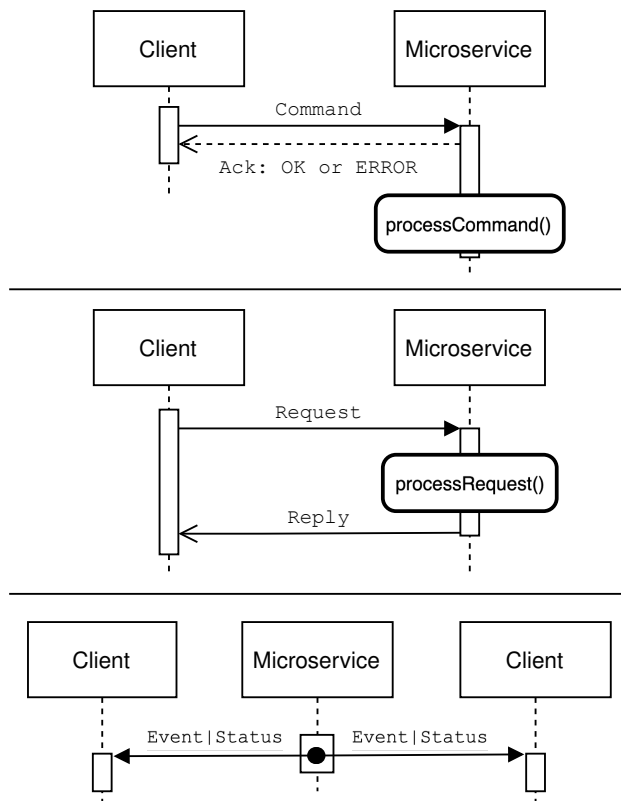 Client
Microservice
Command
Ack: OK or ERROR
processCommand()
Client
Microservice
Request
processRequest()
Reply
Client
Microservice
Client
Event|Status
Event|Status